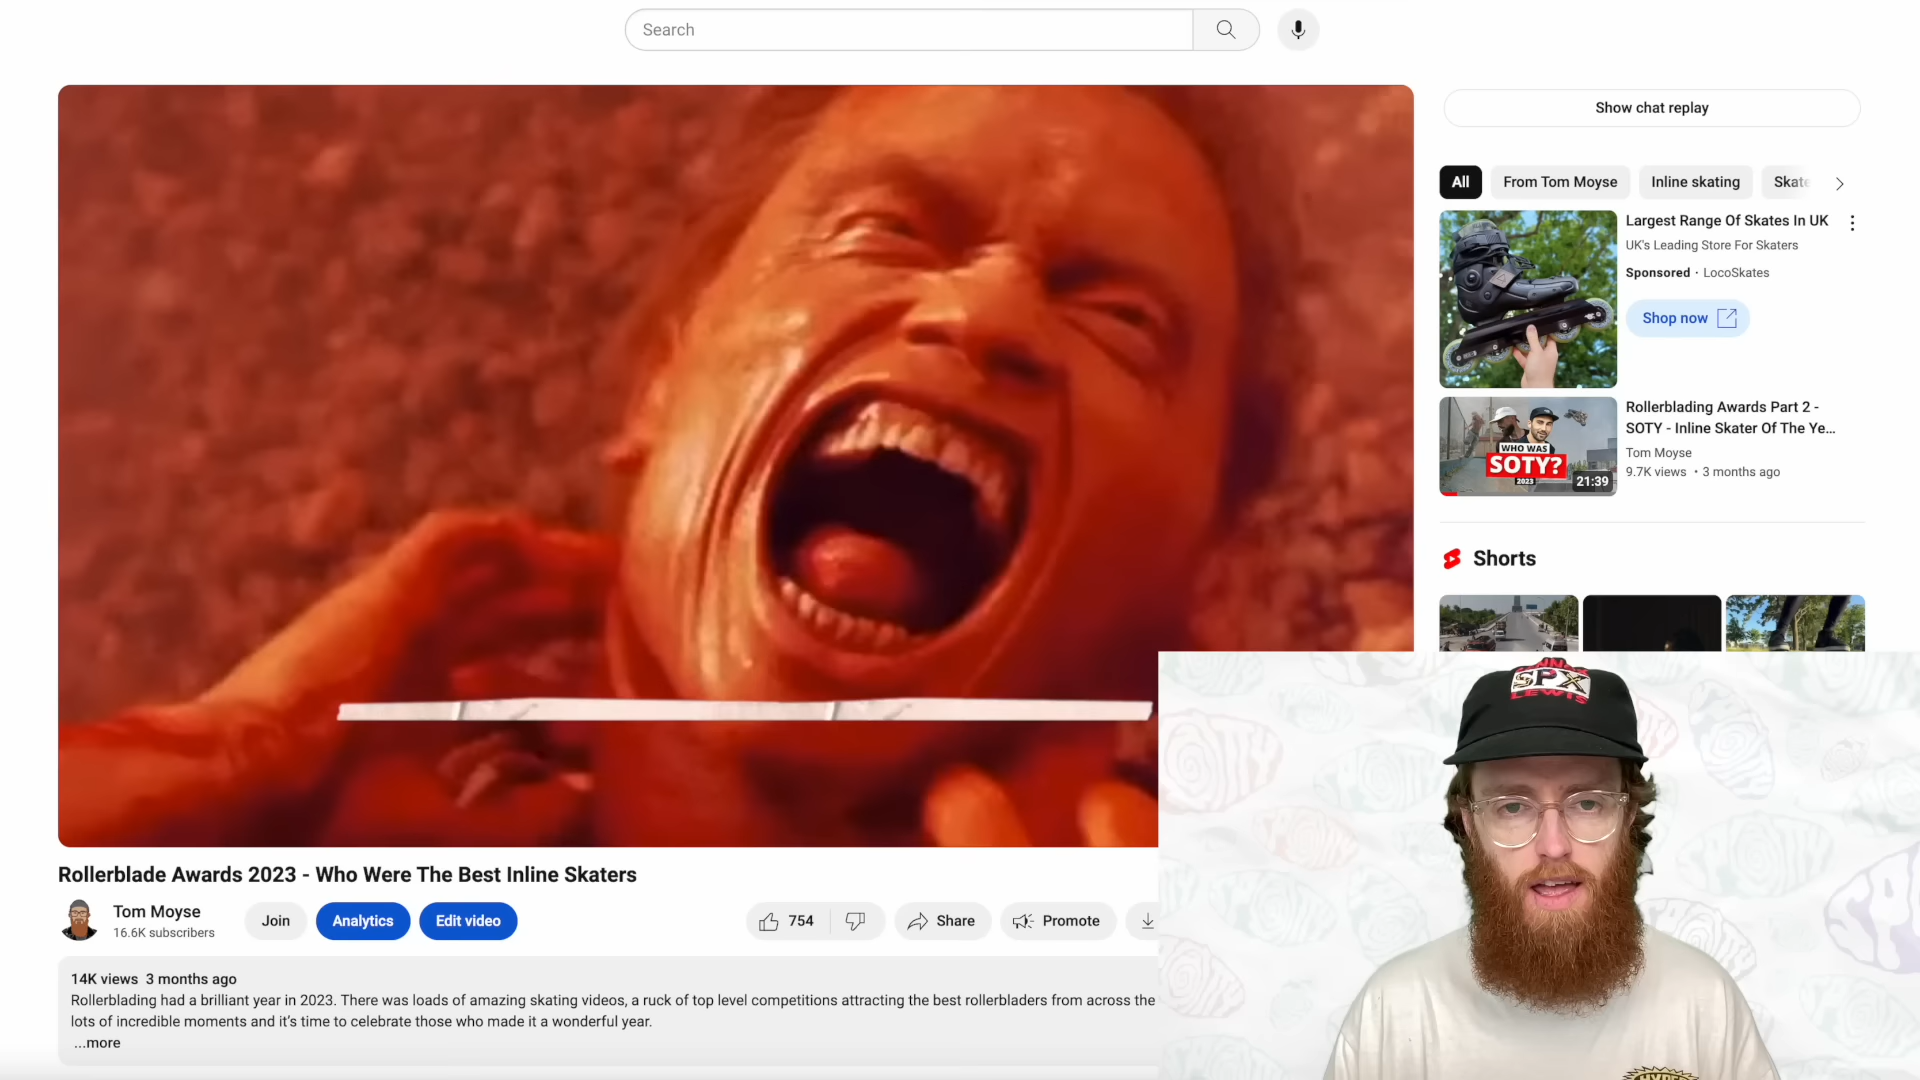 Search
Show chat replay
All
From Tom Moyse
Inline skating
Skate
Largest Range Of Skates In UK
UK's Leading Store For Skaters
Sponsored · LocoSkates
Shop now
WHO WAS
SOTY?
2023
21:39
Rollerblading Awards Part 2 -
SOTY - Inline Skater Of The Ye...
Tom Moyse
9.7K views • 3 months ago
Shorts
SPX
LEWIS
Rollerblade Awards 2023 - Who Were The Best Inline Skaters
Tom Moyse
16.6K subscribers
Join
Analytics
Edit video
754
Share
Promote
14K views 3 months ago
Rollerblading had a brilliant year in 2023. There was loads of amazing skating videos, a ruck of top level competitions attracting the best rollerbladers from across the
lots of incredible moments and it's time to celebrate those who made it a wonderful year.
...more